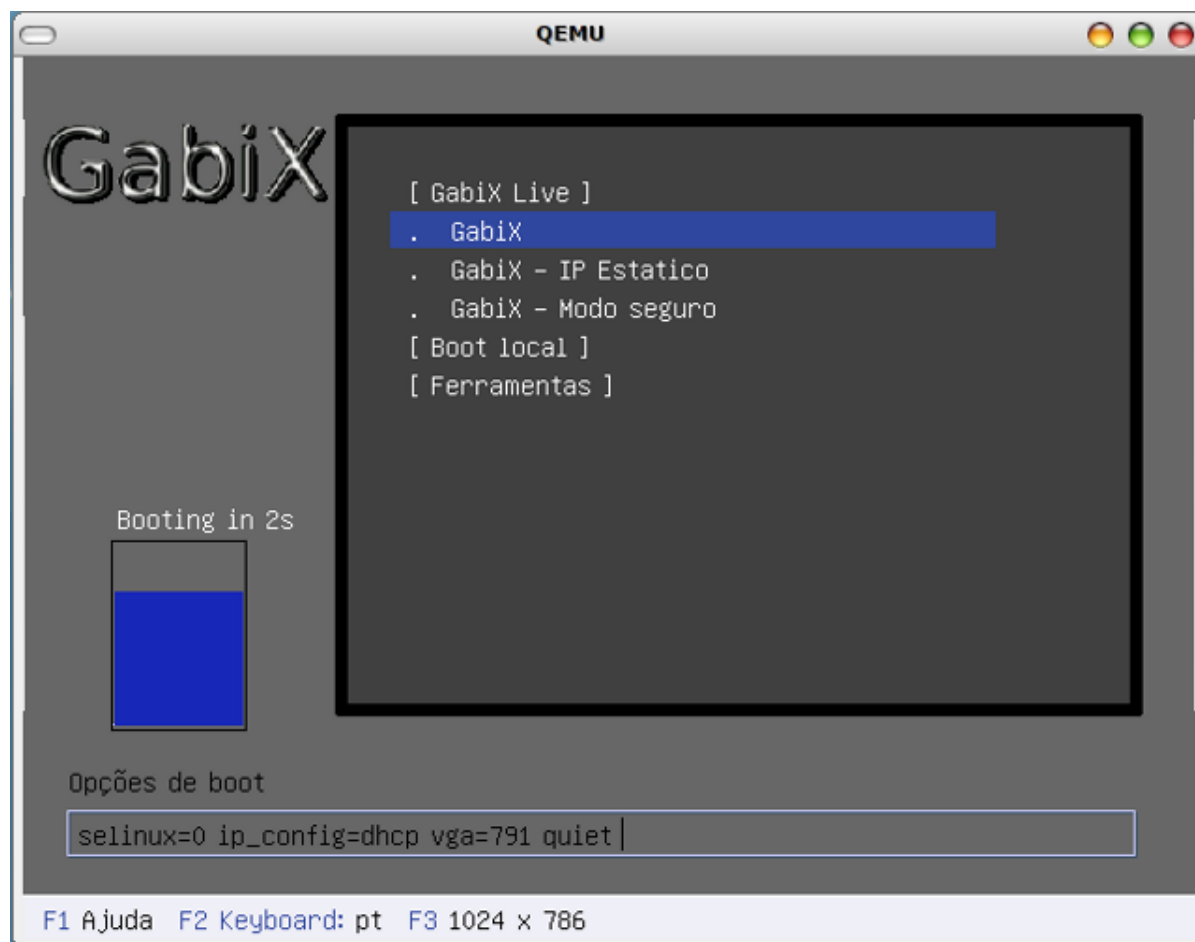 QEMU
GabiX
[ GabiX Live ]
. GabiX
. GabiX - IP Estatico
. GabiX - Modo seguro
[ Boot local ]
[ Ferramentas ]
Booting in 2s
Opções de boot
selinux=0 ip_config=dhcp vga=791 quiet
F1 Ajuda F2 Keyboard: pt F3 1024 x 786